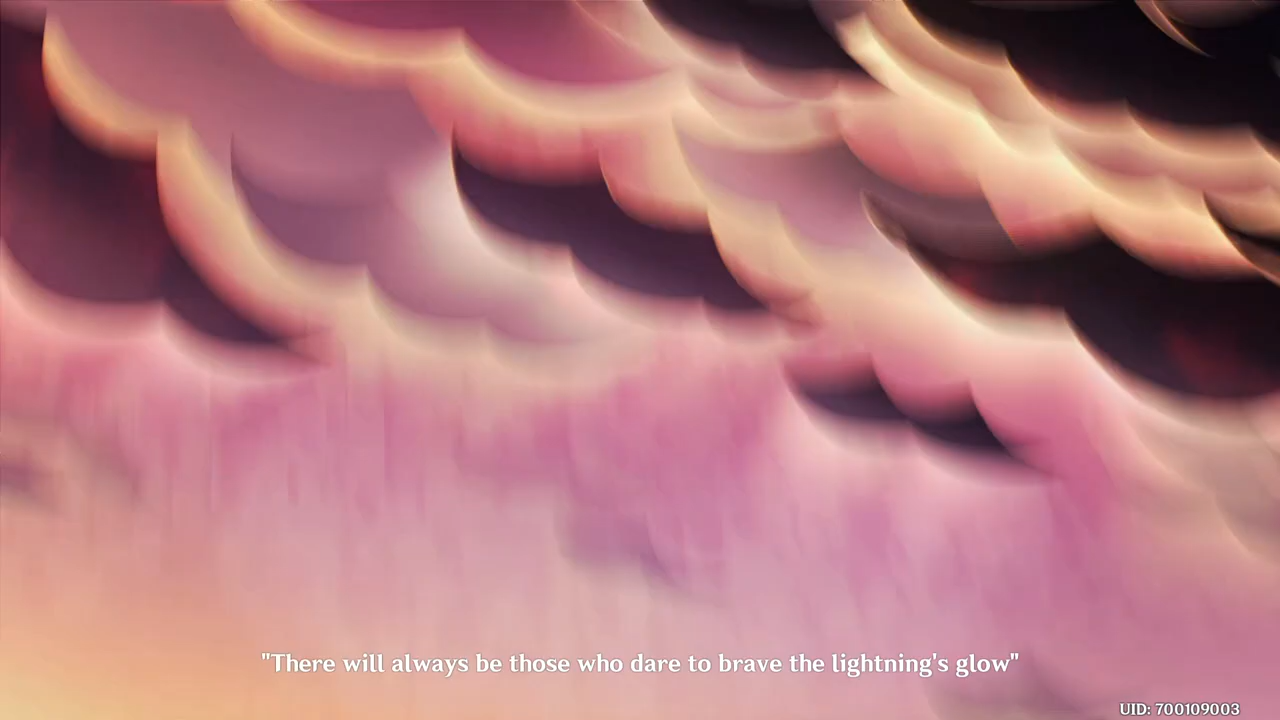 "There will always be those who dare to brave the lightning's glow"
UID: 700109003